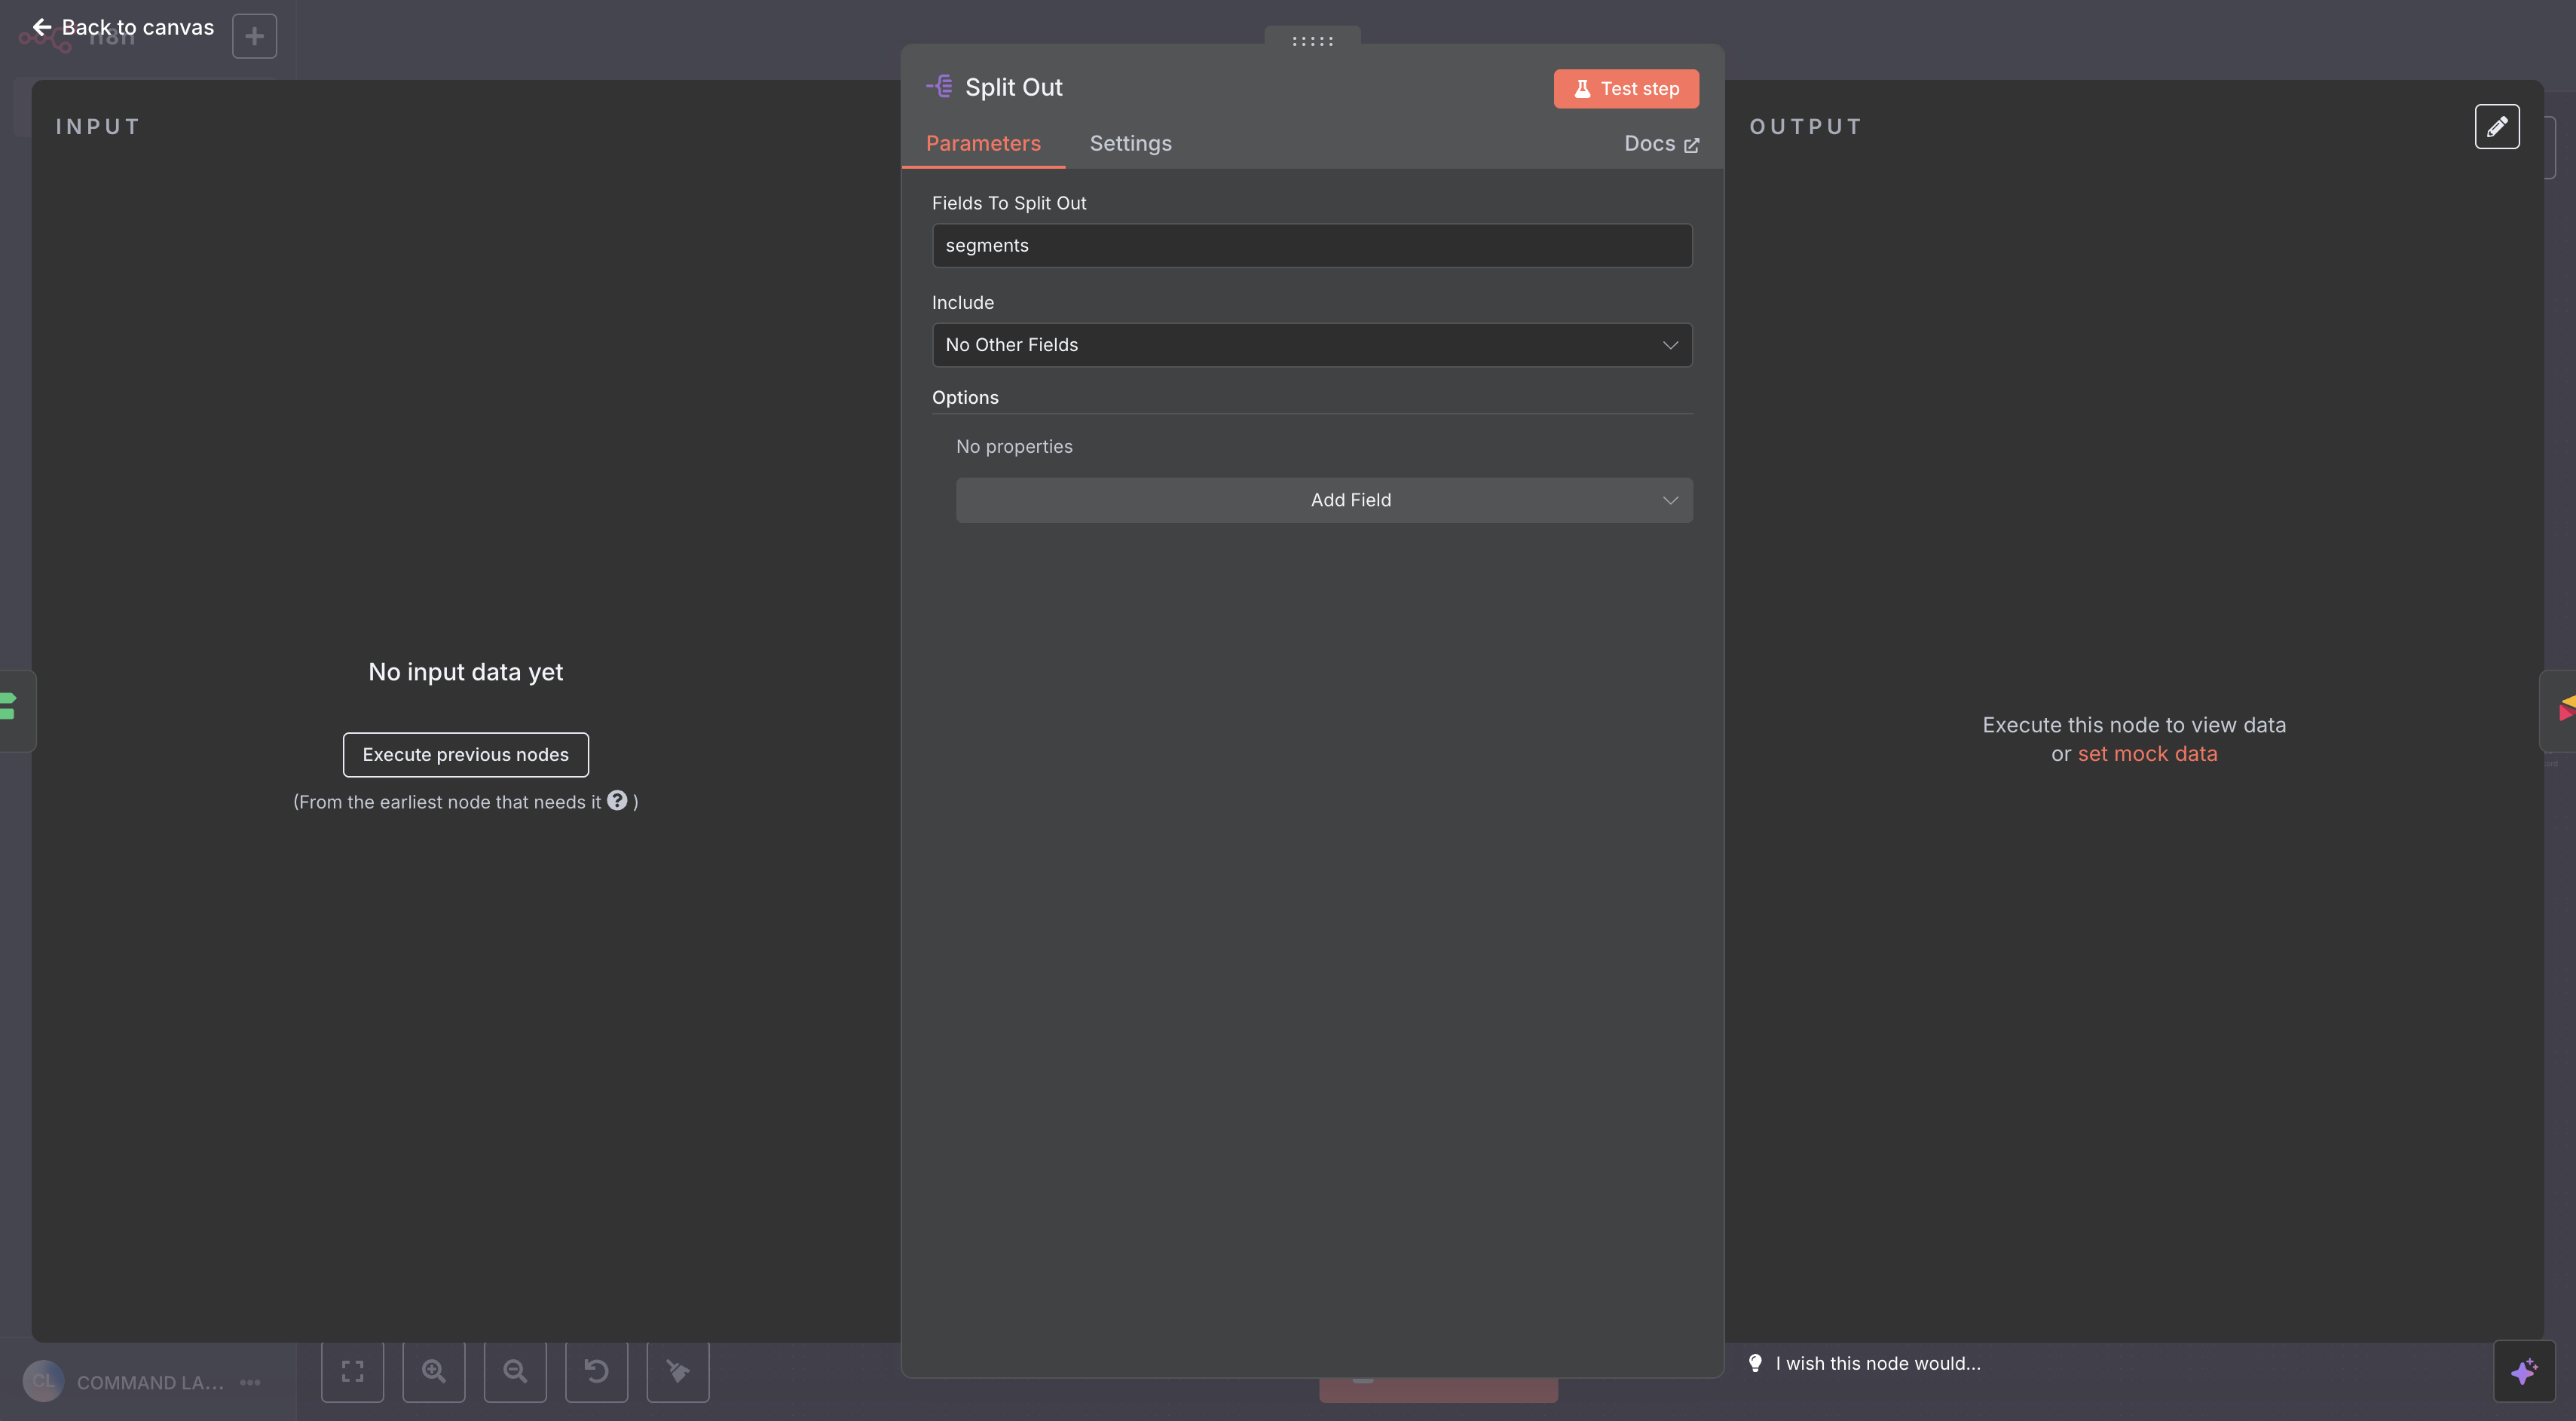 Back to canvas
n8n
INPUT
No input data yet
Execute previous nodes
(From the earliest node that needs it ? )
Split Out
Test step
Parameters
Settings
Docs
Fields To Split Out
segments
Include
No Other Fields
Options
No properties
Add Field
OUTPUT
Execute this node to view data
or set mock data
I wish this node would...
CL
COMMAND LA...